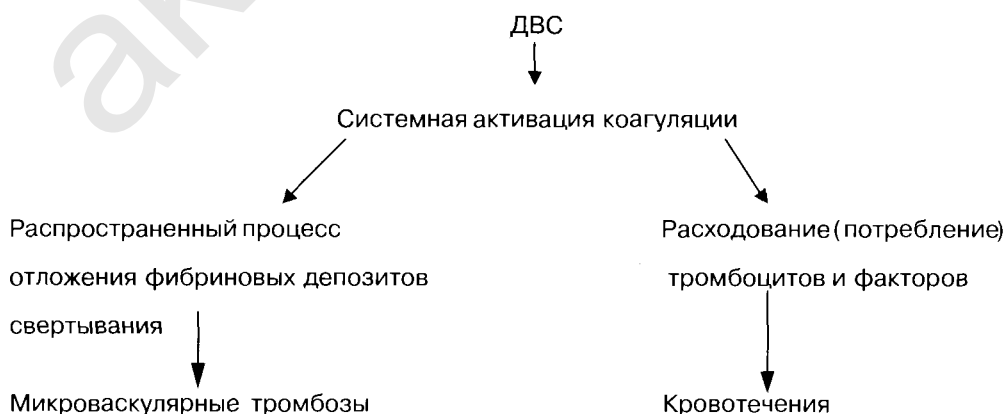 ДВС
Системная активация коагуляции
Распространенный процесс
отложения фибриновых депозитов
свертывания
Микроваскулярные тромбозы
Расходование (потребление)
тромбоцитов и факторов
Кровотечения